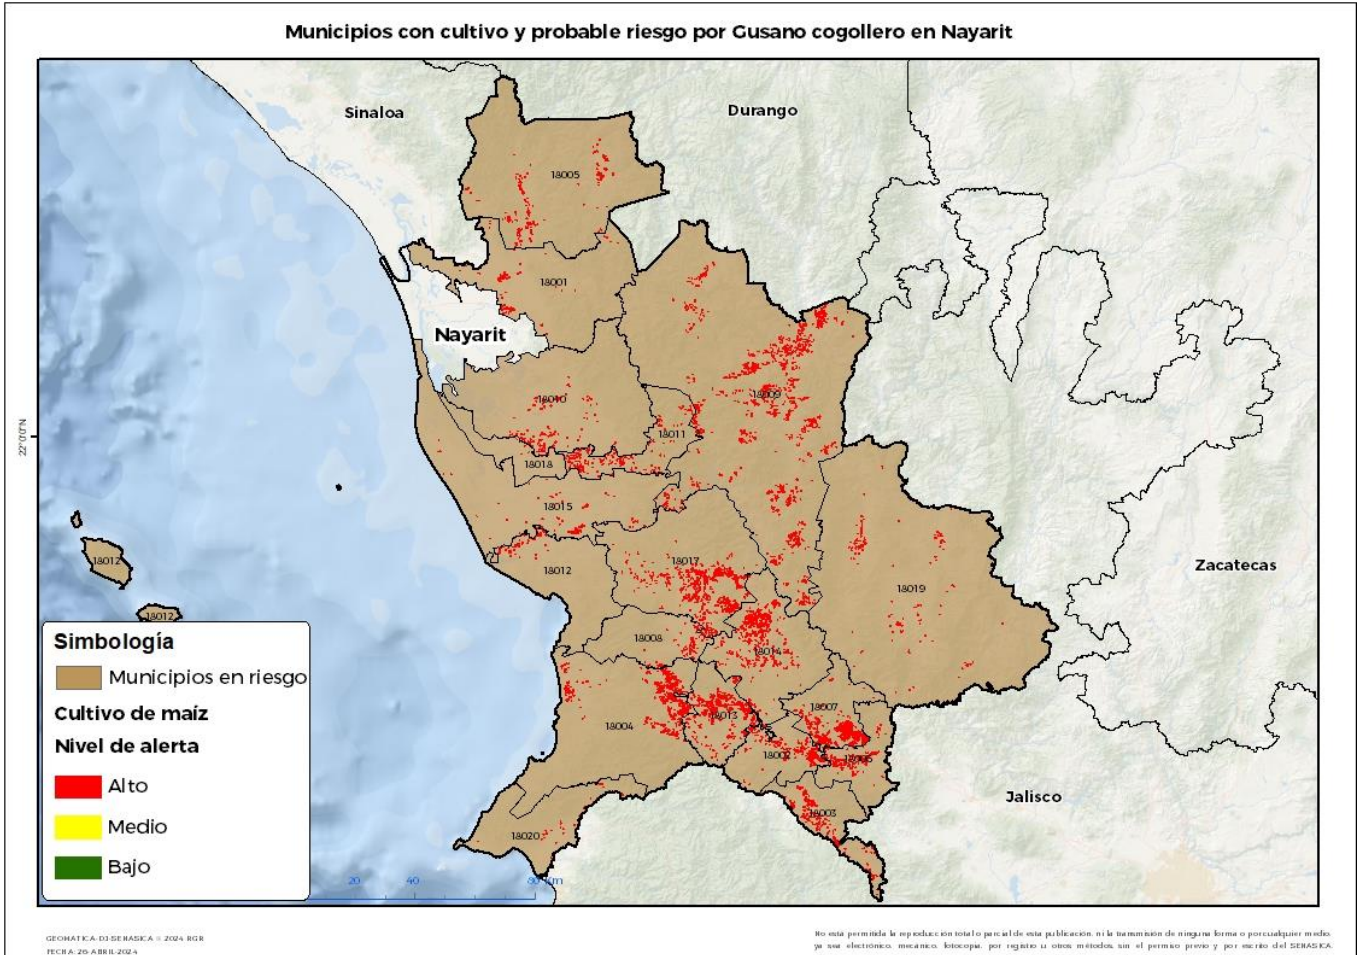 Municipios con cultivo y probable riesgo por Gusano cogollero en Nayarit
Sinaloa
Durango
18005
18001
Nayarit
18010
18009
18011
22°0'0"N
18018
18015
18017
18012
18012
18019
Zacatecas
18012
18008
18014
18004
18013
18007
18002
18006
Jalisco
18003
18020
Simbología
Municipios en riesgo
Cultivo de maíz
Nivel de alerta
Alto
Medio
Bajo
20 40 80 Km
GEOMATICA-DJ-SENASICA © 2024 RGR
FECHA: 26-ABRIL-2024
No está permitida la reproducción total o parcial de esta publicación, ni la transmisión de ninguna forma o por cualquier medio,
ya sea electrónico, mecánico, fotocopia, por registro u otros métodos, sin el permiso previo y por escrito del SENASICA.